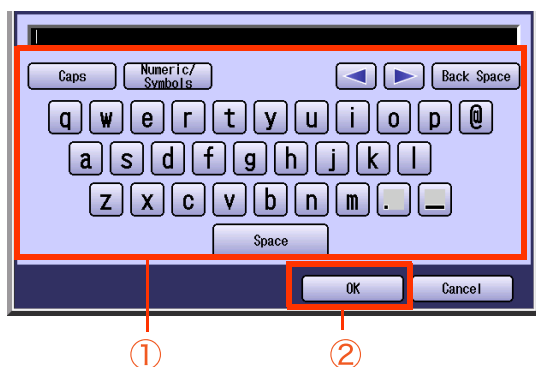 Caps Numeric/ Back Space
Symbols
q w e r t y u i o p @
a s d f g h j k l
z x c v b n m . _
Space
OK Cancel
① ②